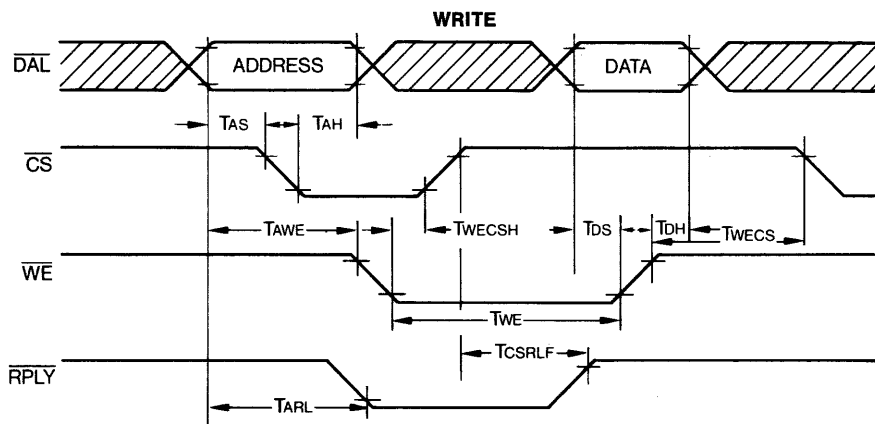 WRITE
DAL
ADDRESS
DATA
TAS
TAH
CS
TAWE
TWECSH
TDS
TDH
TWECS
WE
TWE
TCSRLF
RPLY
TARL